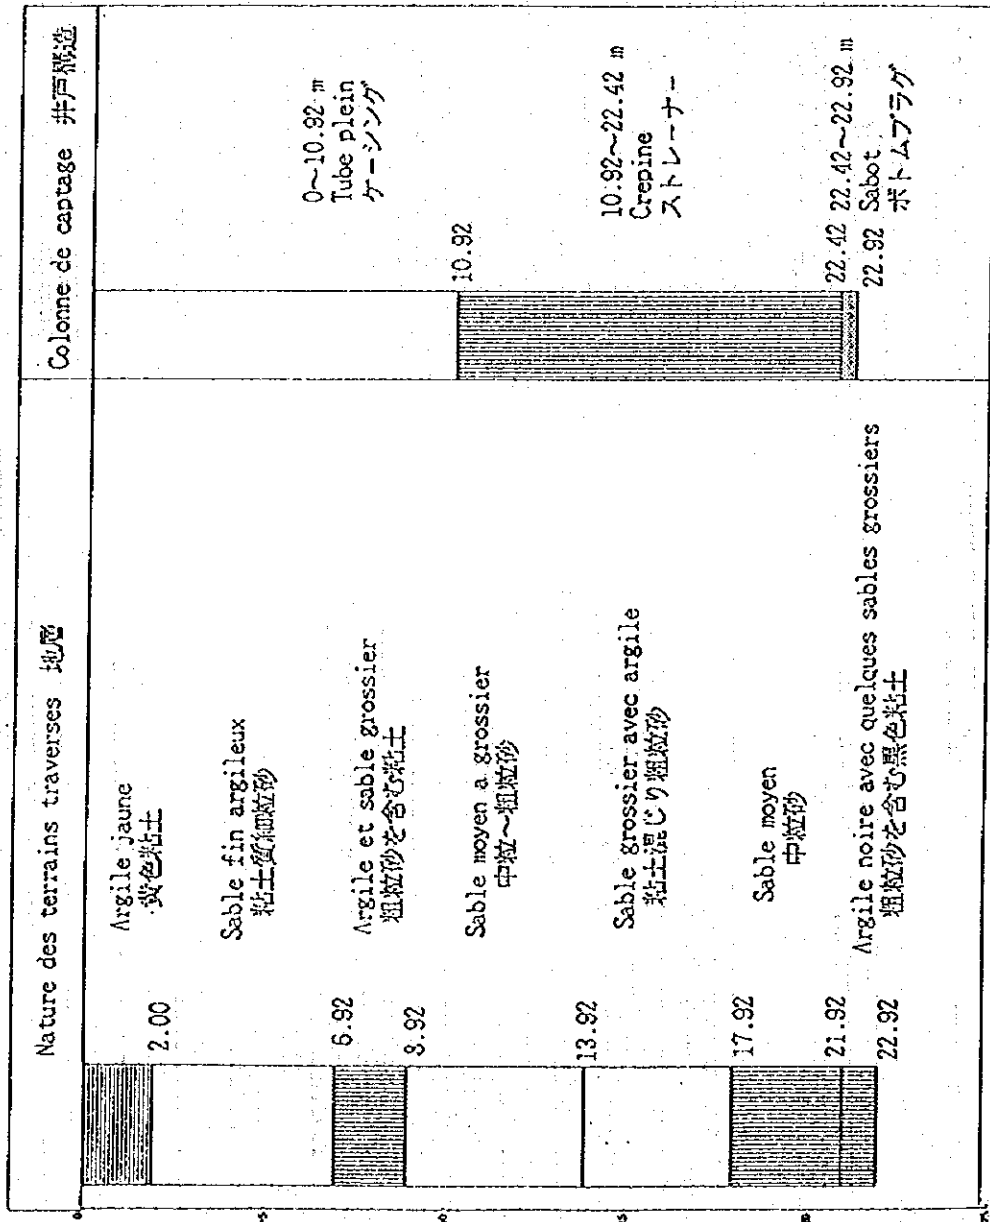 Nature des terrains traverses 地層
Colonne de captage 井戸構造
Argile jaune
黄色粘土
2.00
Sable fin argileux
粘土質細粒砂
6.92
Argile et sable grossier
粗粒砂を含む粘土
8.92
Sable moyen a grossier
中粒～粗粒砂
13.92
Sable grossier avec argile
粘土混じり粗粒砂
17.92
Sable moyen
中粒砂
21.92
Argile noire avec quelques sables grossiers
粗粒砂を含む黒色粘土
22.92
0～10.92 m
Tube plein
ケーシング
10.92
10.92～22.42 m
Crepine
ストレーナー
22.42
22.42～22.92 m
22.92
Sabot
ボトムプラグ